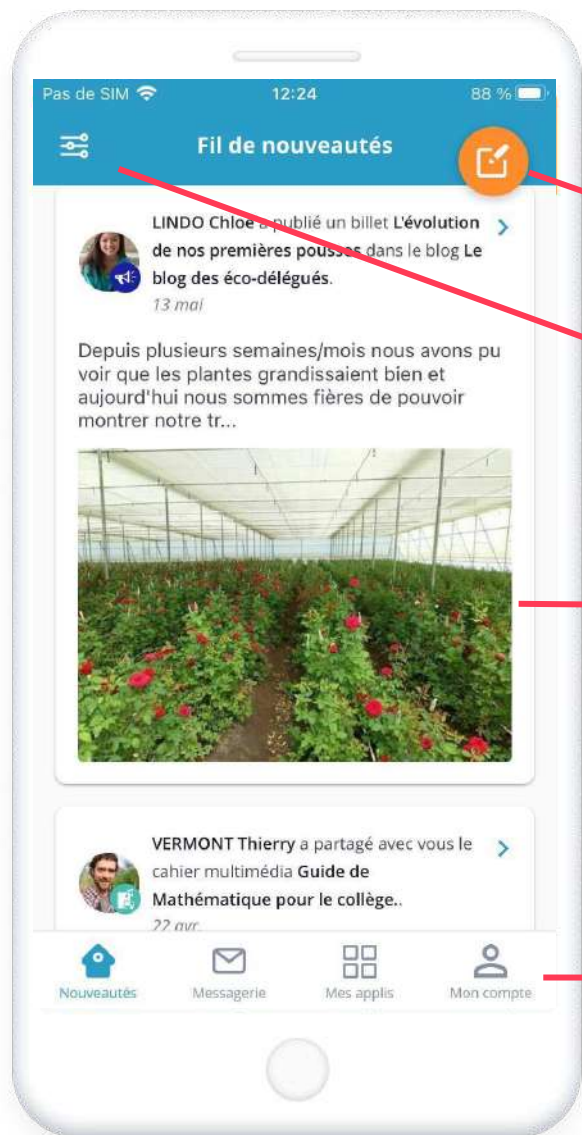 Pas de SIM 12:24 88 %
Fil de nouveautés
LINDO Chloé a publié un billet L'évolution
de nos premières pousses dans le blog Le
blog des éco-délégués.
13 mai
Depuis plusieurs semaines/mois nous avons pu
voir que les plantes grandissaient bien et
aujourd'hui nous sommes fières de pouvoir
montrer notre tr...
VERMONT Thierry a partagé avec vous le
cahier multimédia Guide de
Mathématique pour le collège..
22 avr.
Nouveautés Messagerie Mes applis Mon compte